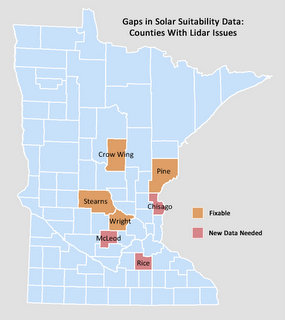 Gaps in Solar Suitability Data:
Counties With Lidar Issues
Crow Wing
Pine
Stearns
Chisago
Wright
McLeod
Rice
Fixable
New Data Needed